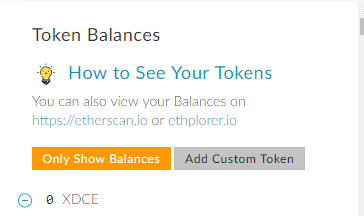 Token Balances
How to See Your Tokens
You can also view your Balances on
https://etherscan.io or ethplorer.io
Only Show Balances Add Custom Token
0 XDCE